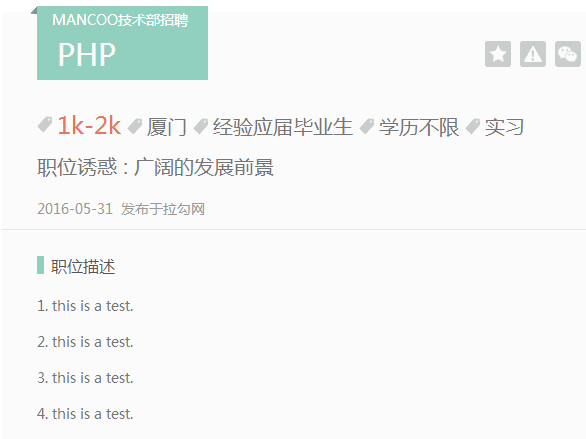 MANCOO技术部招聘
PHP
1k-2k 厦门 经验应届毕业生 学历不限 实习
职位诱惑 : 广阔的发展前景
2016-05-31 发布于拉勾网
职位描述
1. this is a test.
2. this is a test.
3. this is a test.
4. this is a test.